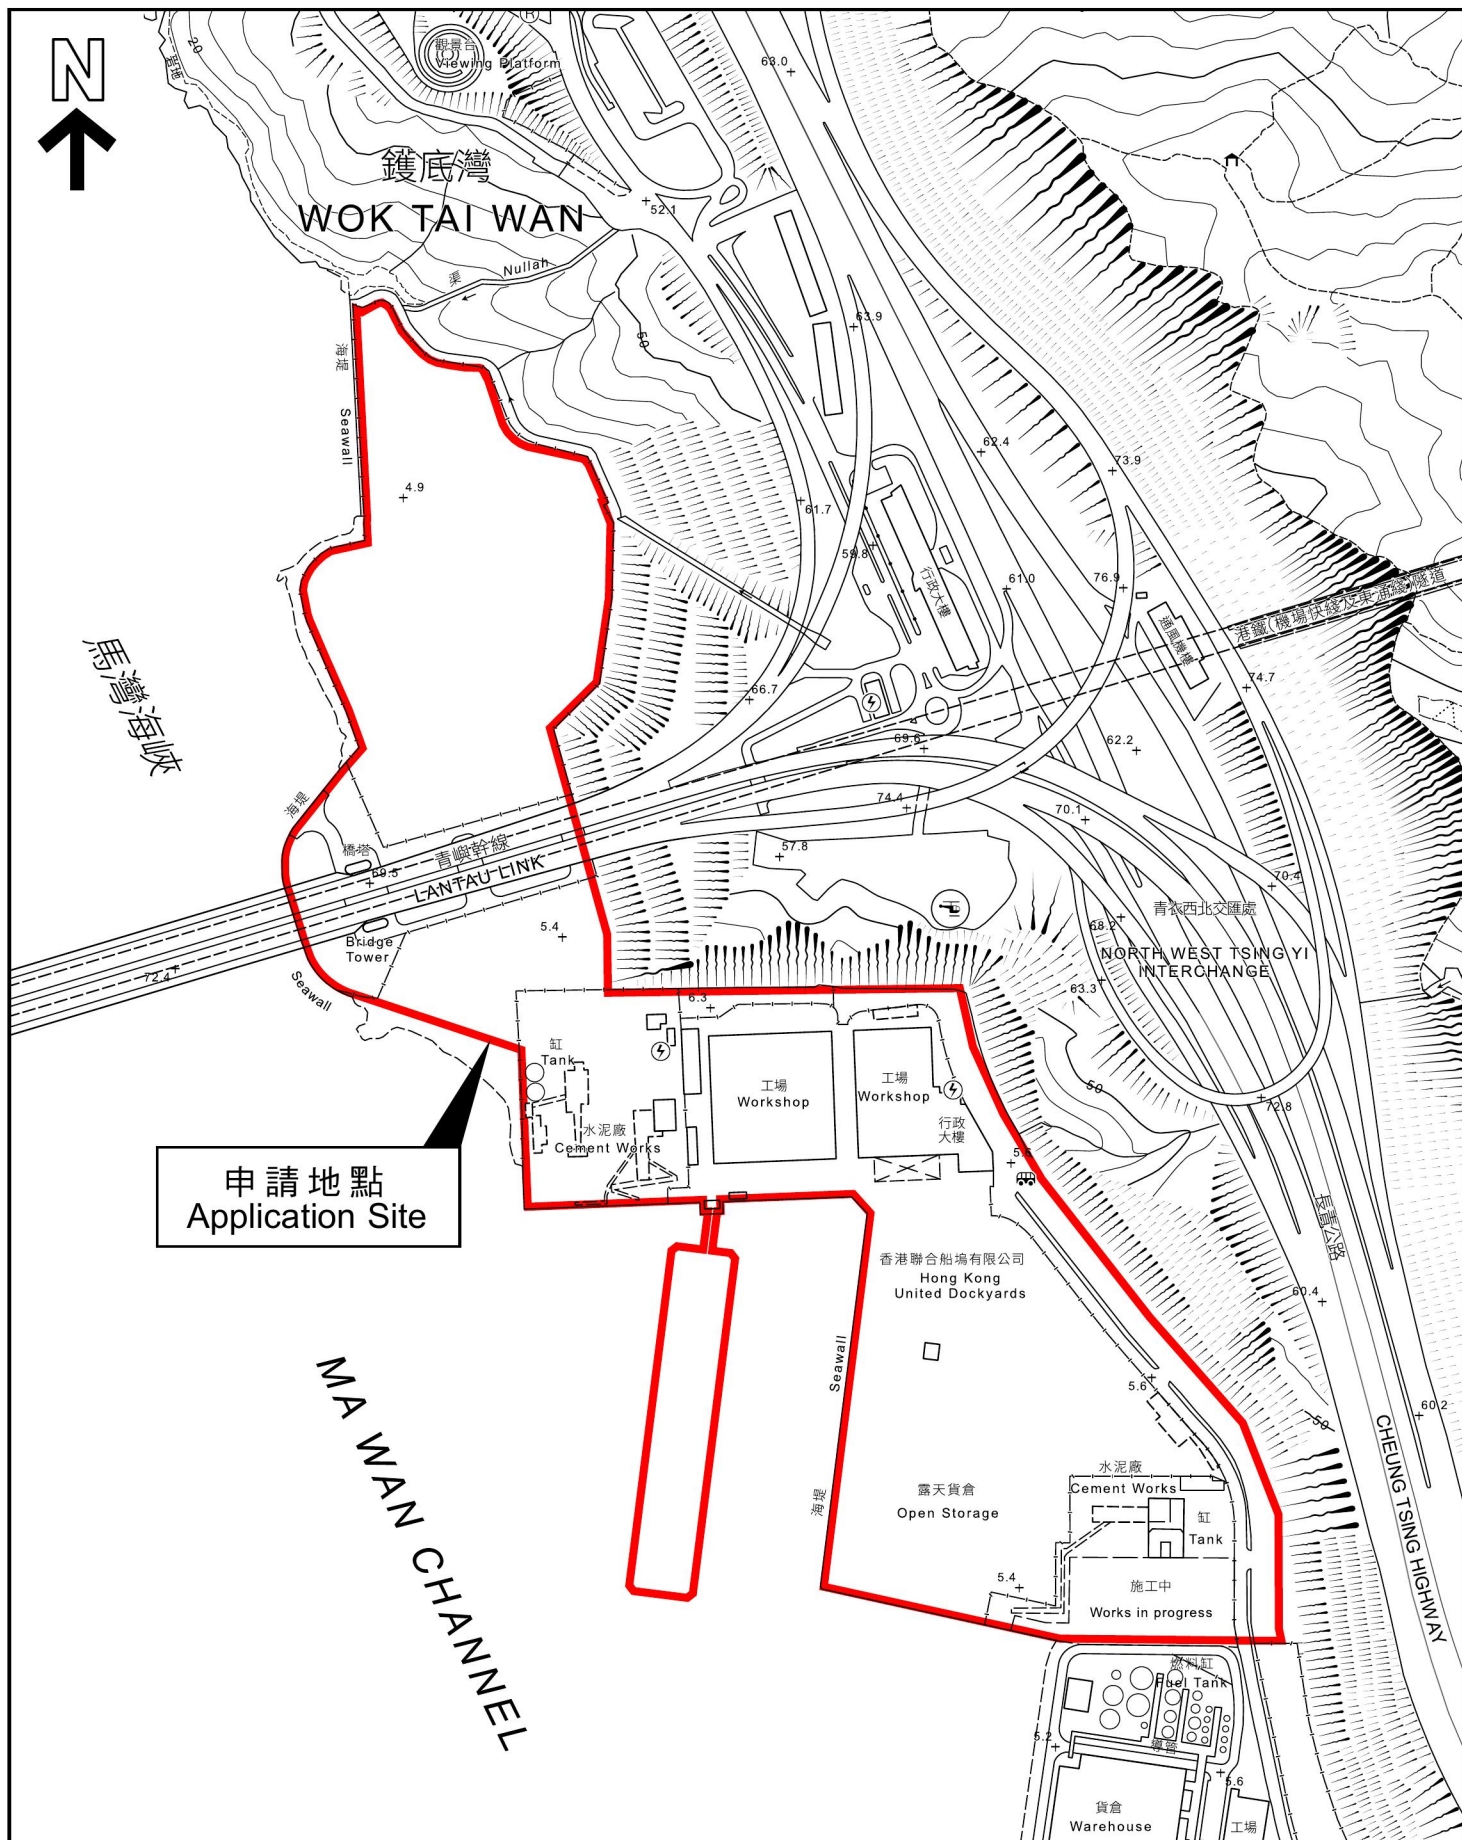 N
觀景台
Viewing Platform
R
63.0
20
岩地
鑊底灣
WOK TAI WAN
52.1
渠
Nullah
63.9
50
海堤
Seawall
4.9
62.4
73.9
61.7
59.8
行政大樓
61.0
76.9
港鐵(機場快綫及東涌綫)隧道
通風機樓
馬灣海峽
66.7
74.7
69.6
62.2
海堤
74.4
70.1
橋塔
69.5
青嶼幹線
LANTAU LINK
57.8
70.4
Bridge
Tower
5.4
68.2
青衣西北交匯處
NORTH WEST TSING YI
INTERCHANGE
72.4
Seawall
6.3
63.3
缸
Tank
工場
Workshop
工場
Workshop
50
72.8
水泥廠
Cement Works
行政
大樓
5.6
申請地點
Application Site
長青公路
香港聯合船塢有限公司
Hong Kong
United Dockyards
60.4
Seawall
MA WAN CHANNEL
5.6
60.2
50
CHEUNG TSING HIGHWAY
水泥廠
Cement Works
海堤
露天貨倉
Open Storage
缸
Tank
5.4
施工中
Works in progress
燃料缸
Fuel Tank
5.2
導管
5.6
貨倉
Warehouse
工場